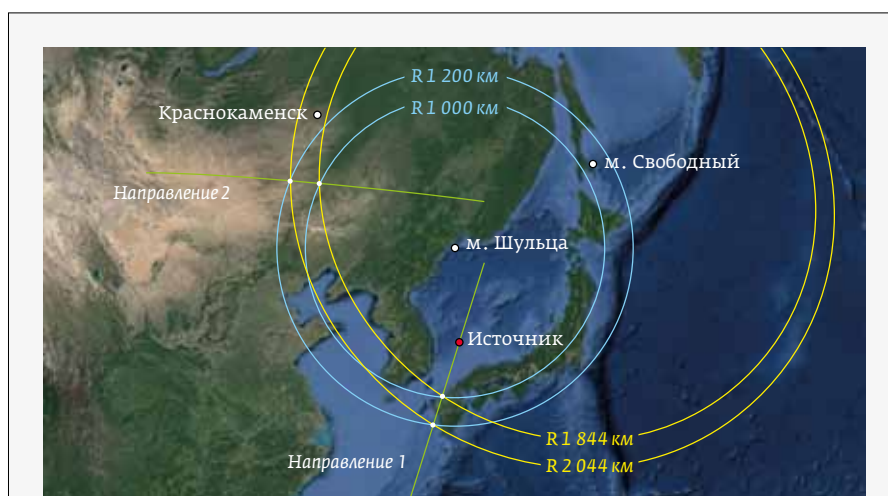 R 1 200 км
R 1 000 км
Краснокаменск
м. Свободный
Направление 2
м. Шульца
Источник
R 1 844 км
Направление 1
R 2 044 км